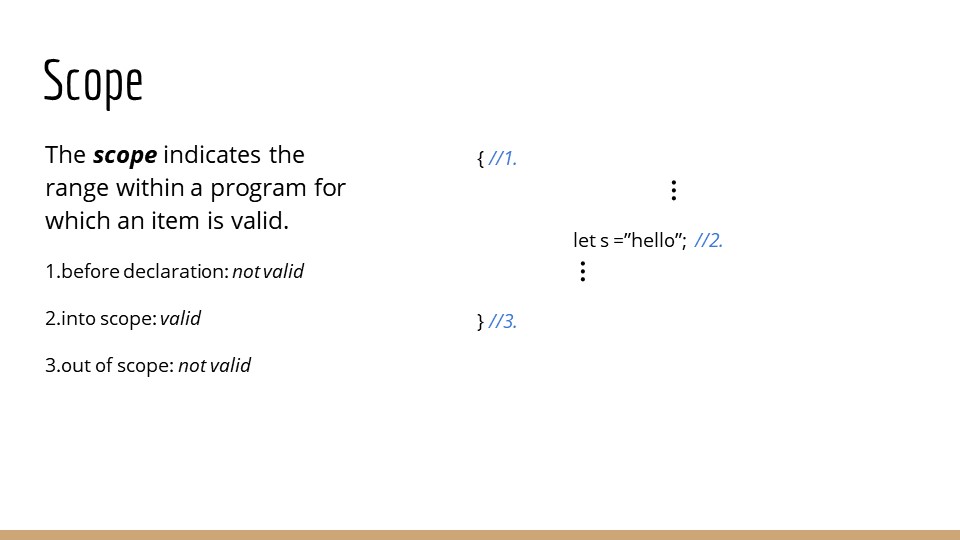 Scope
The scope indicates the
range within a program for
which an item is valid.
1.before declaration: not valid
2.into scope: valid
3.out of scope: not valid
{ //1.
⋮
let s =”hello”; //2.
⋮
} //3.